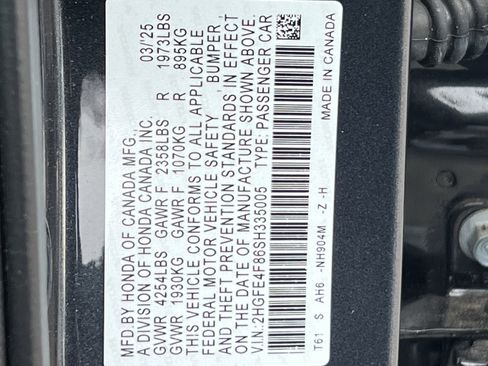 MFD.BY HONDA OF CANADA MFG., 03/'25
A DIVISION OF HONDA CANADA INC.
GVWR 4254LBS GAWR F 2358LBS R 1973LBS
GVWR 1930KG GAWR F 1070KG R 895KG
THIS VEHICLE CONFORMS TO ALL APPLICABLE
FEDERAL MOTOR VEHICLE SAFETY, BUMPER,
AND THEFT PREVENTION STANDARDS IN EFFECT
ON THE DATE OF MANUFACTURE SHOWN ABOVE.
V.I.N.:2HGFE4F86SH335005 TYPE: PASSENGER CAR
T61 S AH6 -NH904M -Z -H MADE IN CANADA